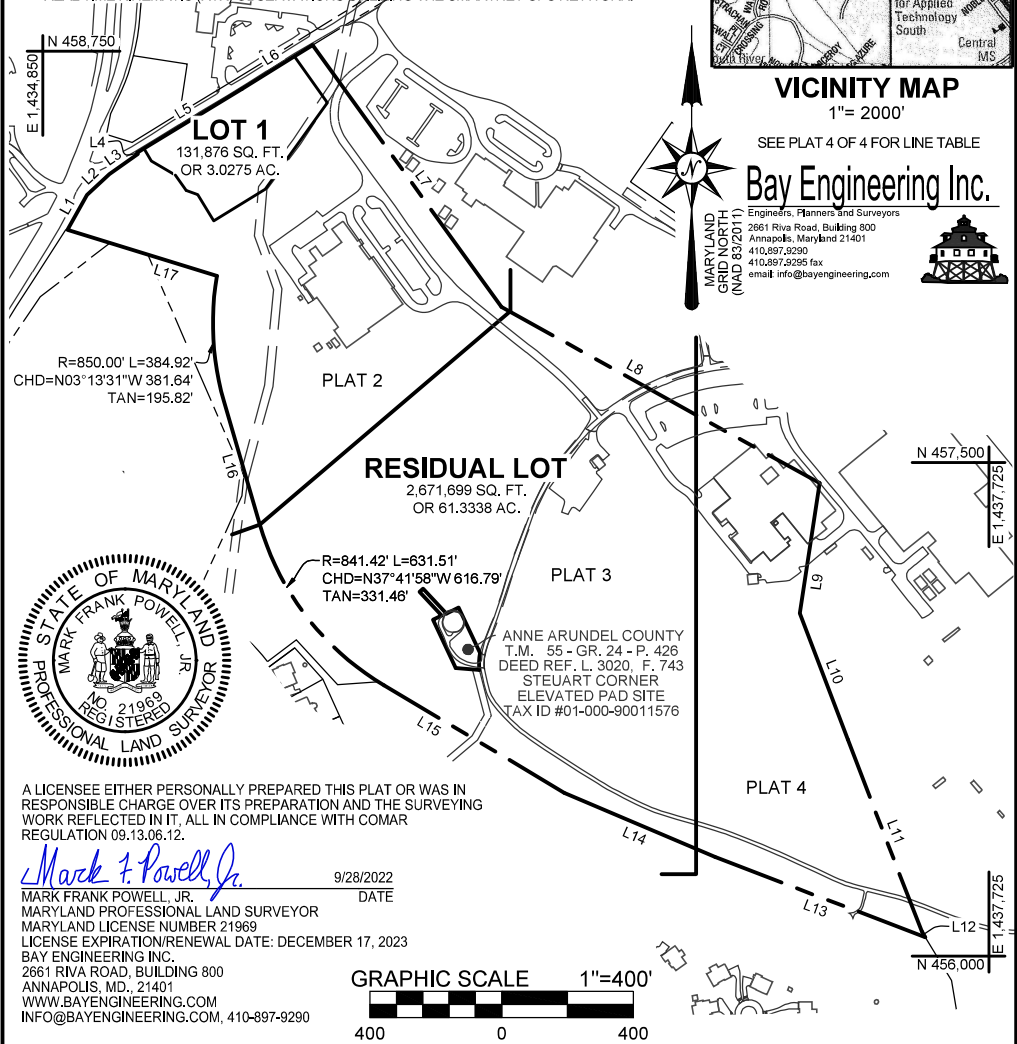 for Applied
Technology
South
Central
MS
CROSSING
VICINITY MAP
1"= 2000'
SEE PLAT 4 OF 4 FOR LINE TABLE
Bay Engineering Inc.
Engineers, Planners and Surveyors
2661 Riva Road, Building 800
Annapolis, Maryland 21401
410.897.9290
410.897.9295 fax
email: info@bayengineering.com
N
MARYLAND
GRID NORTH
(NAD 83/2011)
N 458,750
E 1,434,850
L6
L5
L4
L3
L2
L1
LOT 1
131,876 SQ. FT.
OR 3.0275 AC.
L7
L17
R=850.00' L=384.92'
CHD=N03°13'31"W 381.64'
TAN=195.82'
PLAT 2
L8
L16
RESIDUAL LOT
2,671,699 SQ. FT.
OR 61.3338 AC.
N 457,500
E 1,437,725
R=841.42' L=631.51'
CHD=N37°41'58"W 616.79'
TAN=331.46'
PLAT 3
L9
ANNE ARUNDEL COUNTY
T.M. 55 - GR. 24 - P. 426
DEED REF. L. 3020, F. 743
STEUART CORNER
ELEVATED PAD SITE
TAX ID #01-000-90011576
L10
L15
PLAT 4
L14
L11
L13
L12
E 1,437,725
N 456,000
STATE OF MARYLAND
MARK FRANK POWELL, JR.
NO. 21969
REGISTERED
PROFESSIONAL LAND SURVEYOR
A LICENSEE EITHER PERSONALLY PREPARED THIS PLAT OR WAS IN
RESPONSIBLE CHARGE OVER ITS PREPARATION AND THE SURVEYING
WORK REFLECTED IN IT, ALL IN COMPLIANCE WITH COMAR
REGULATION 09.13.06.12.
Mark F. Powell, Jr.
9/28/2022
MARK FRANK POWELL, JR. DATE
MARYLAND PROFESSIONAL LAND SURVEYOR
MARYLAND LICENSE NUMBER 21969
LICENSE EXPIRATION/RENEWAL DATE: DECEMBER 17, 2023
BAY ENGINEERING INC.
2661 RIVA ROAD, BUILDING 800
ANNAPOLIS, MD., 21401
WWW.BAYENGINEERING.COM
INFO@BAYENGINEERING.COM, 410-897-9290
GRAPHIC SCALE 1"=400'
400 0 400